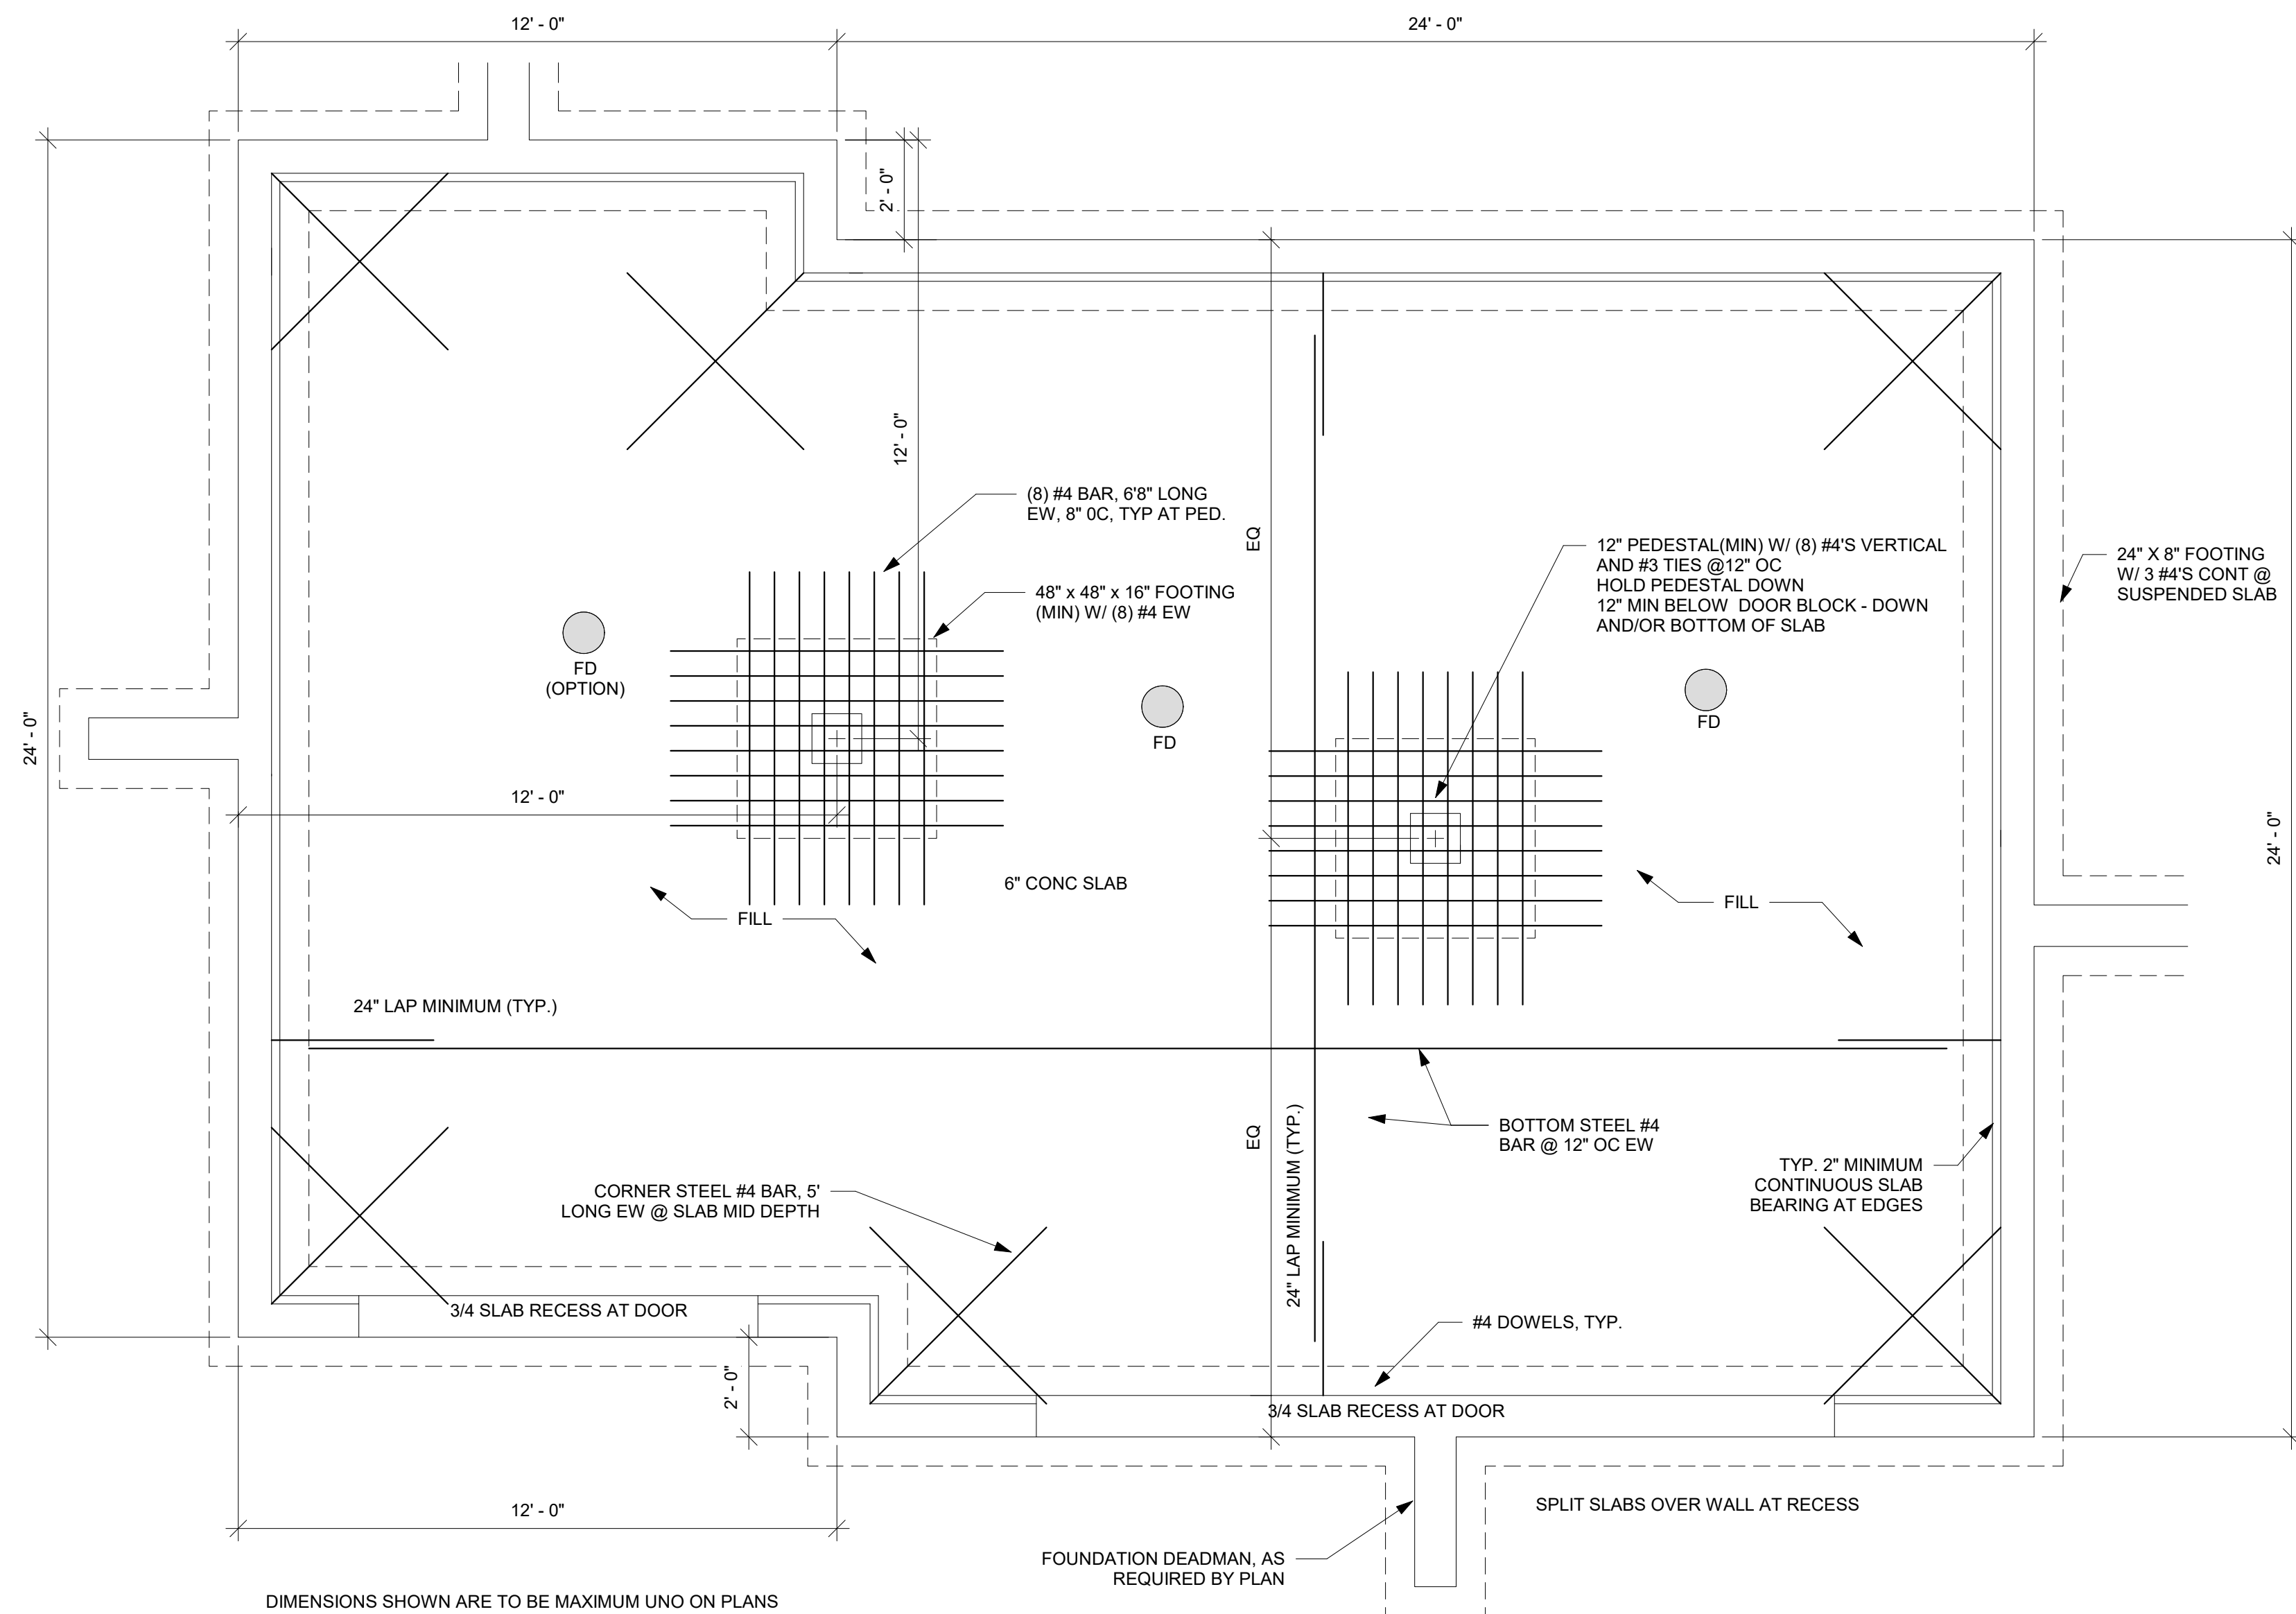 12' - 0"
24' - 0"
2' - 0"
12' - 0"
(8) #4 BAR, 6'8" LONG
EW, 8" 0C, TYP AT PED.
EQ
12" PEDESTAL(MIN) W/ (8) #4'S VERTICAL
AND #3 TIES @12" OC
HOLD PEDESTAL DOWN
12" MIN BELOW DOOR BLOCK - DOWN
AND/OR BOTTOM OF SLAB
24" X 8" FOOTING
W/ 3 #4'S CONT @
SUSPENDED SLAB
48" x 48" x 16" FOOTING
(MIN) W/ (8) #4 EW
FD
(OPTION)
FD
FD
24' - 0"
12' - 0"
24' - 0"
6" CONC SLAB
FILL
FILL
24" LAP MINIMUM (TYP.)
EQ
24" LAP MINIMUM (TYP.)
BOTTOM STEEL #4
BAR @ 12" OC EW
TYP. 2" MINIMUM
CONTINUOUS SLAB
BEARING AT EDGES
CORNER STEEL #4 BAR, 5'
LONG EW @ SLAB MID DEPTH
3/4 SLAB RECESS AT DOOR
#4 DOWELS, TYP.
2' - 0"
3/4 SLAB RECESS AT DOOR
12' - 0"
SPLIT SLABS OVER WALL AT RECESS
FOUNDATION DEADMAN, AS
REQUIRED BY PLAN
DIMENSIONS SHOWN ARE TO BE MAXIMUM UNO ON PLANS